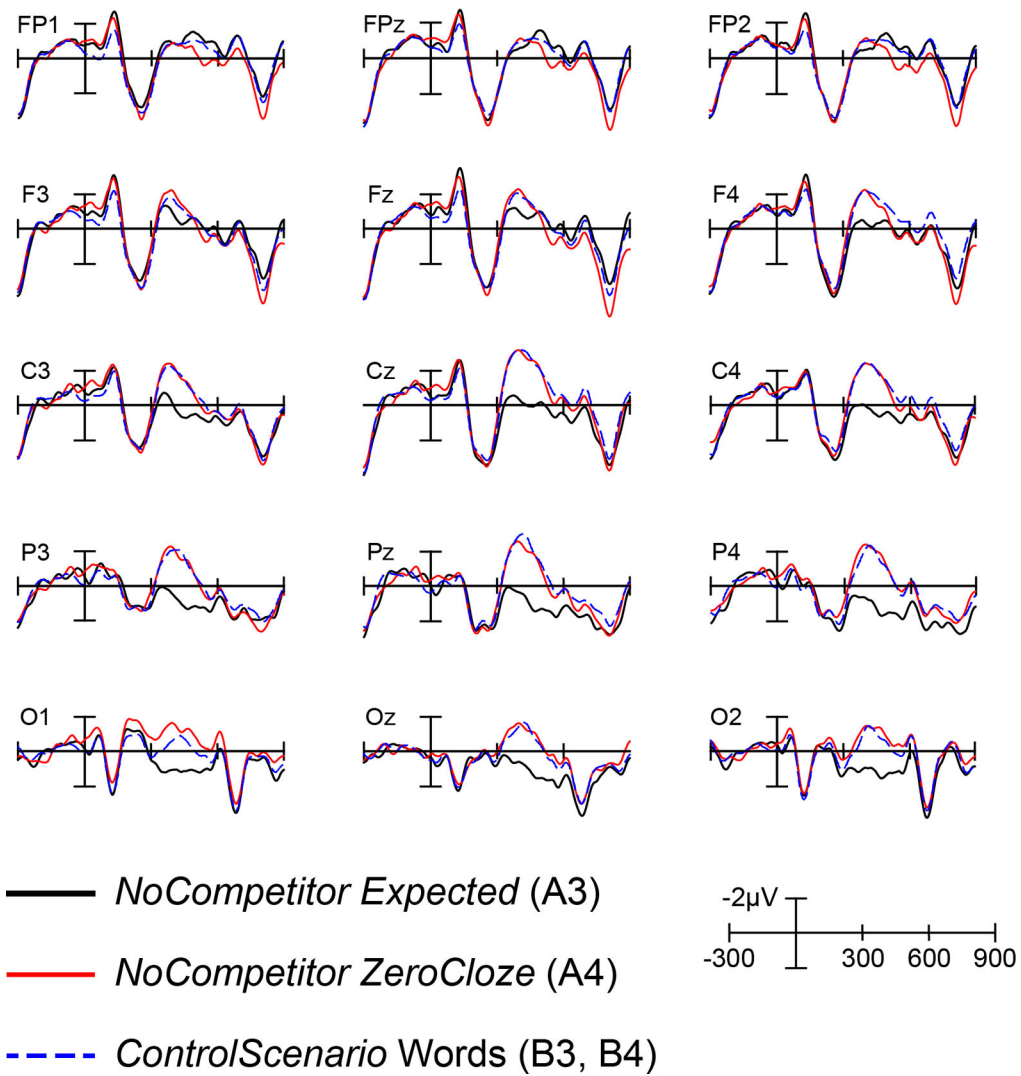 FP1 FPz FP2
F3 Fz F4
C3 Cz C4
P3 Pz P4
O1 Oz O2
NoCompetitor Expected (A3)
NoCompetitor ZeroCloze (A4)
ControlScenario Words (B3, B4)
-2µV
-300 300 600 900